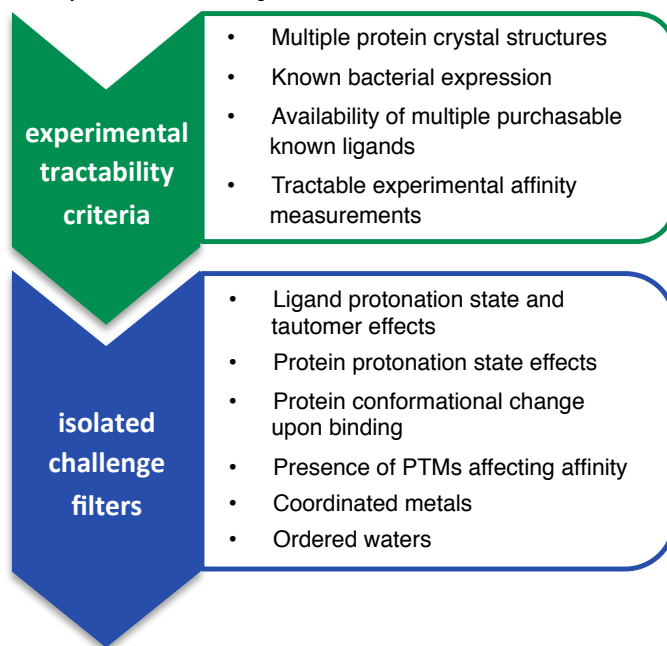 experimental
tractability
criteria
• Multiple protein crystal structures
• Known bacterial expression
• Availability of multiple purchasable
known ligands
• Tractable experimental affinity
measurements
isolated
challenge
filters
• Ligand protonation state and
tautomer effects
• Protein protonation state effects
• Protein conformational change
upon binding
• Presence of PTMs affecting affinity
• Coordinated metals
• Ordered waters